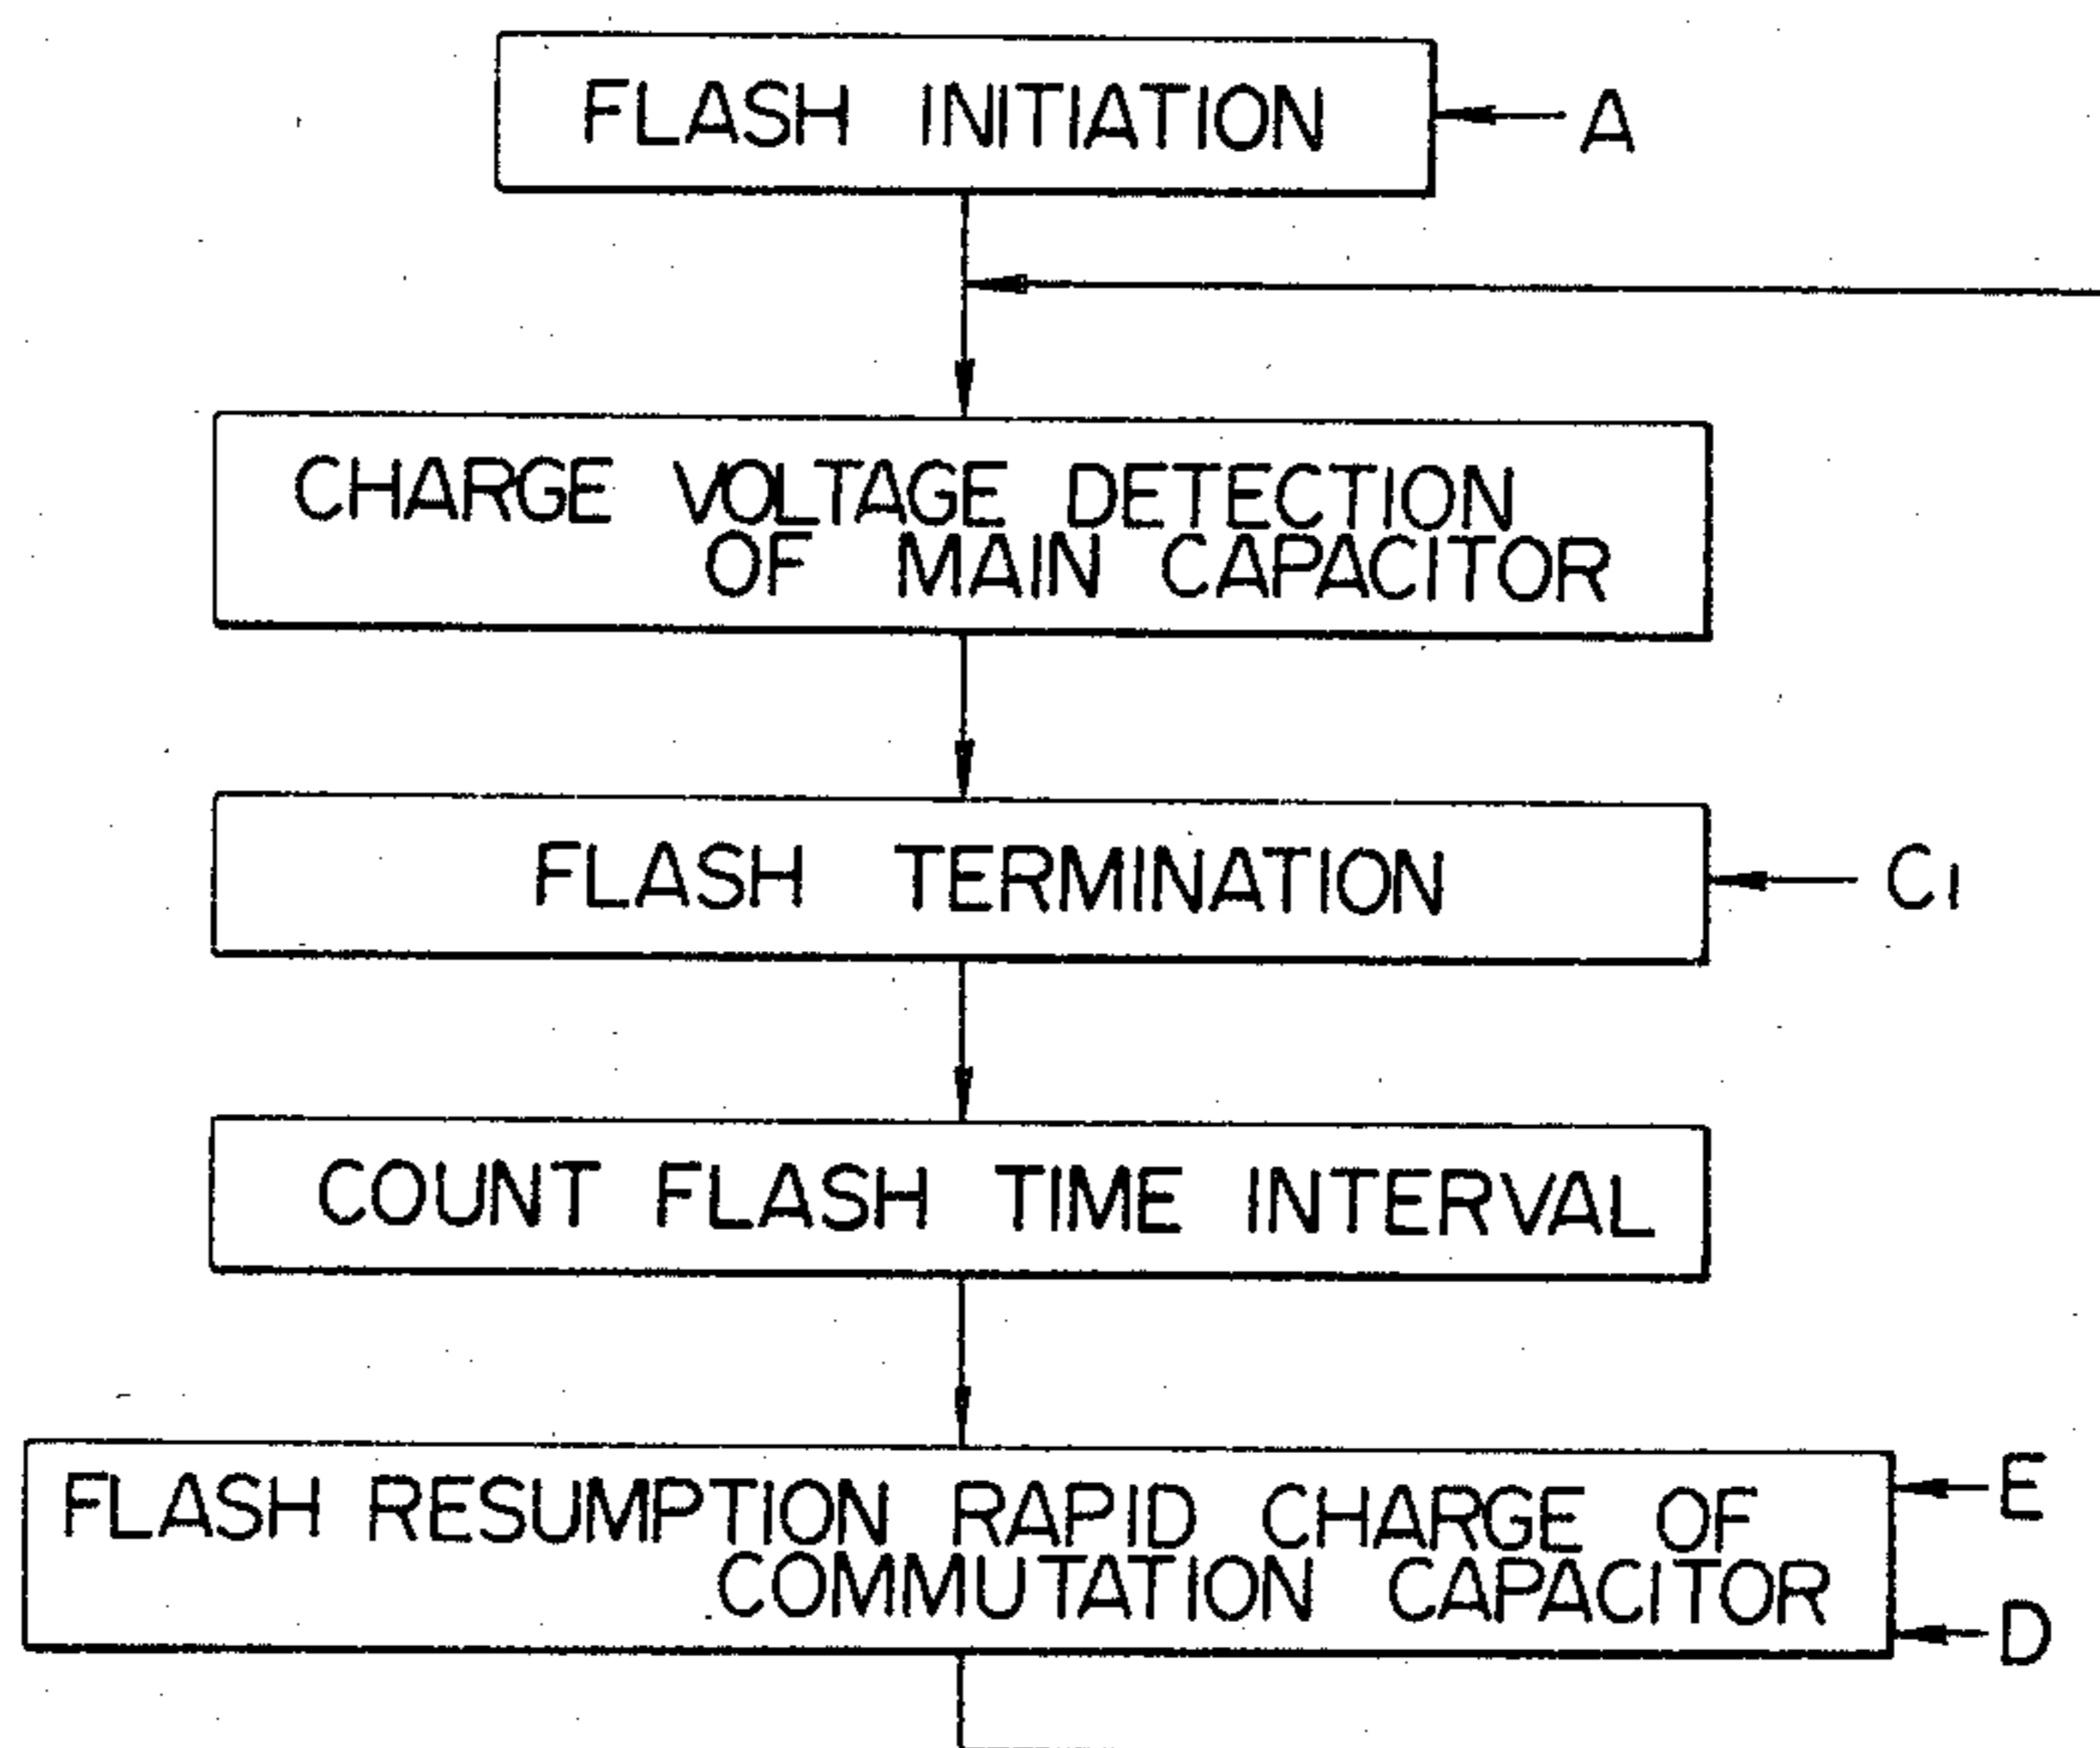 FLASH INITIATION
A
CHARGE VOLTAGE DETECTION
OF MAIN CAPACITOR
FLASH TERMINATION
C1
COUNT FLASH TIME INTERVAL
FLASH RESUMPTION RAPID CHARGE OF
COMMUTATION CAPACITOR
E
D